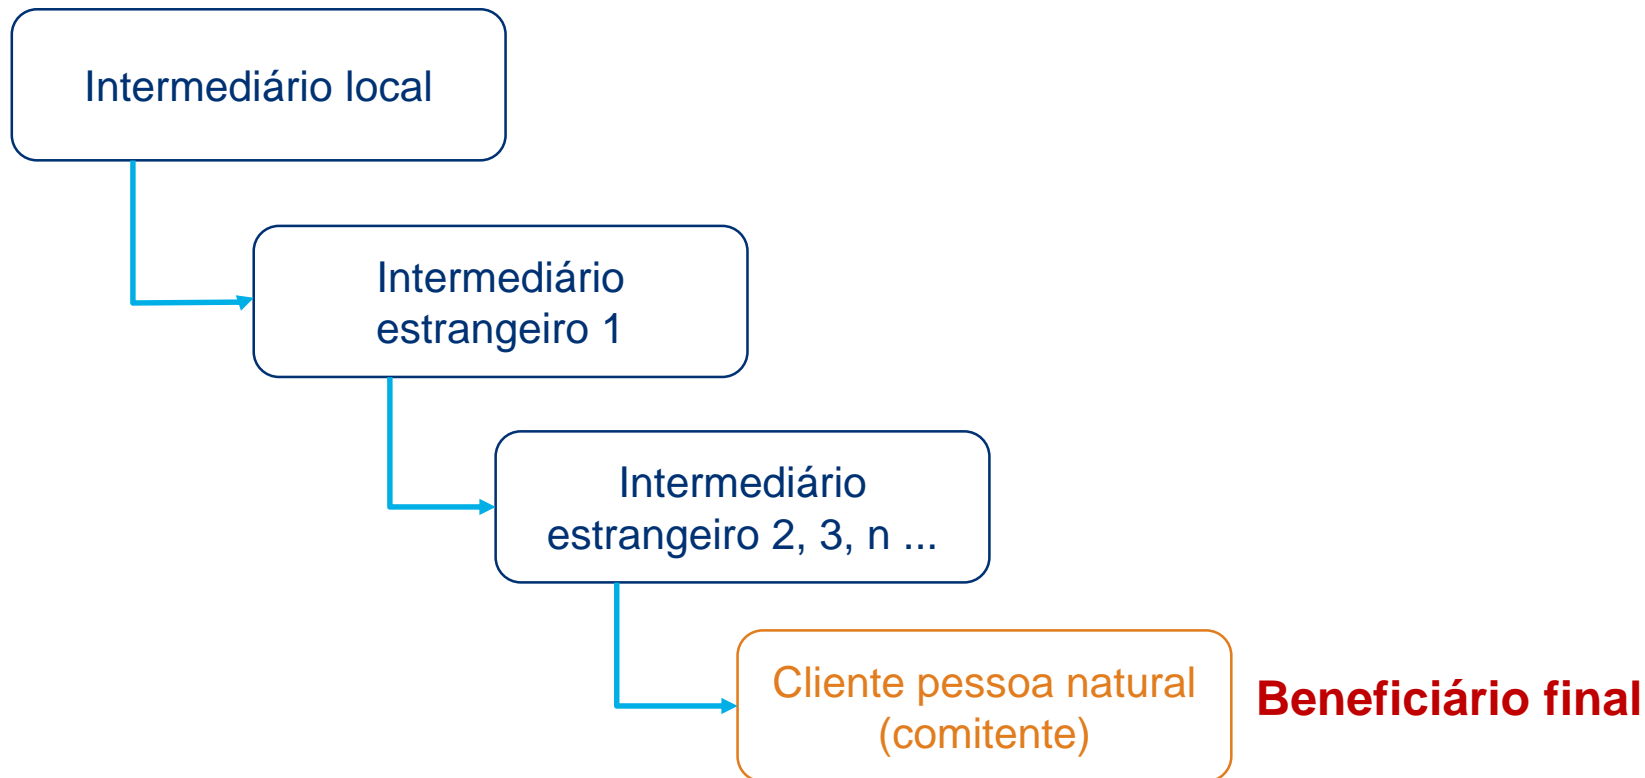 Intermediário local
Intermediário
estrangeiro 1
Intermediário
estrangeiro 2, 3, n ...
Cliente pessoa natural
(comitente)
Beneficiário final